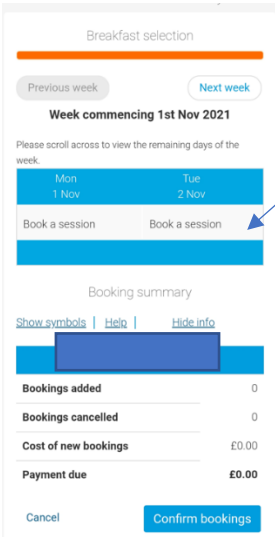 Breakfast selection
Previous week Next week
Week commencing 1st Nov 2021
Please scroll across to view the remaining days of the
week.
Mon Tue
1 Nov 2 Nov
Book a session Book a session
Booking summary
Show symbols | Help | Hide info
Bookings added 0
Bookings cancelled 0
Cost of new bookings £0.00
Payment due £0.00
Cancel Confirm bookings